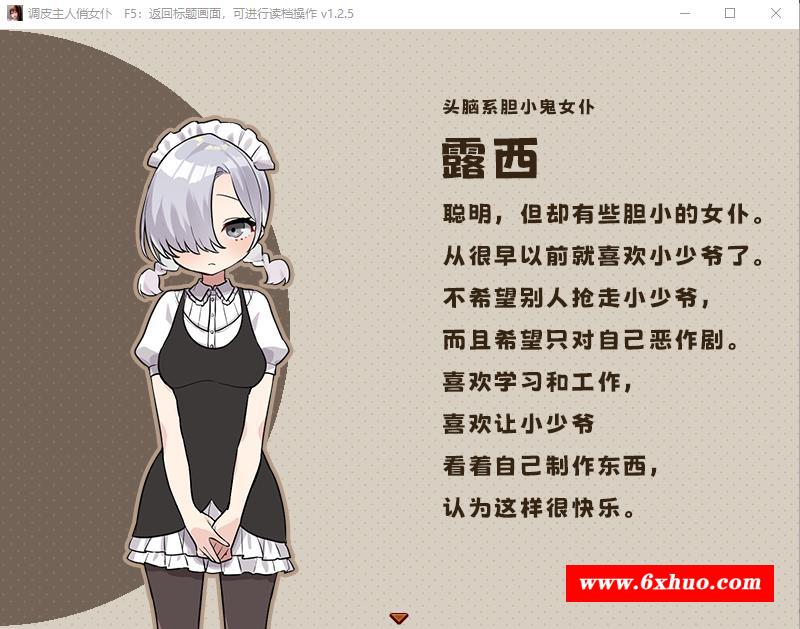 调皮主人俏女仆 F5：返回标题画面，可进行读档操作 v1.2.5
头脑系胆小鬼女仆
露西
聪明，但却有些胆小的女仆。
从很早以前就喜欢小少爷了。
不希望别人抢走小少爷，
而且希望只对自己恶作剧。
喜欢学习和工作，
喜欢让小少爷
看着自己制作东西，
认为这样很快乐。
www.6xhuo.com